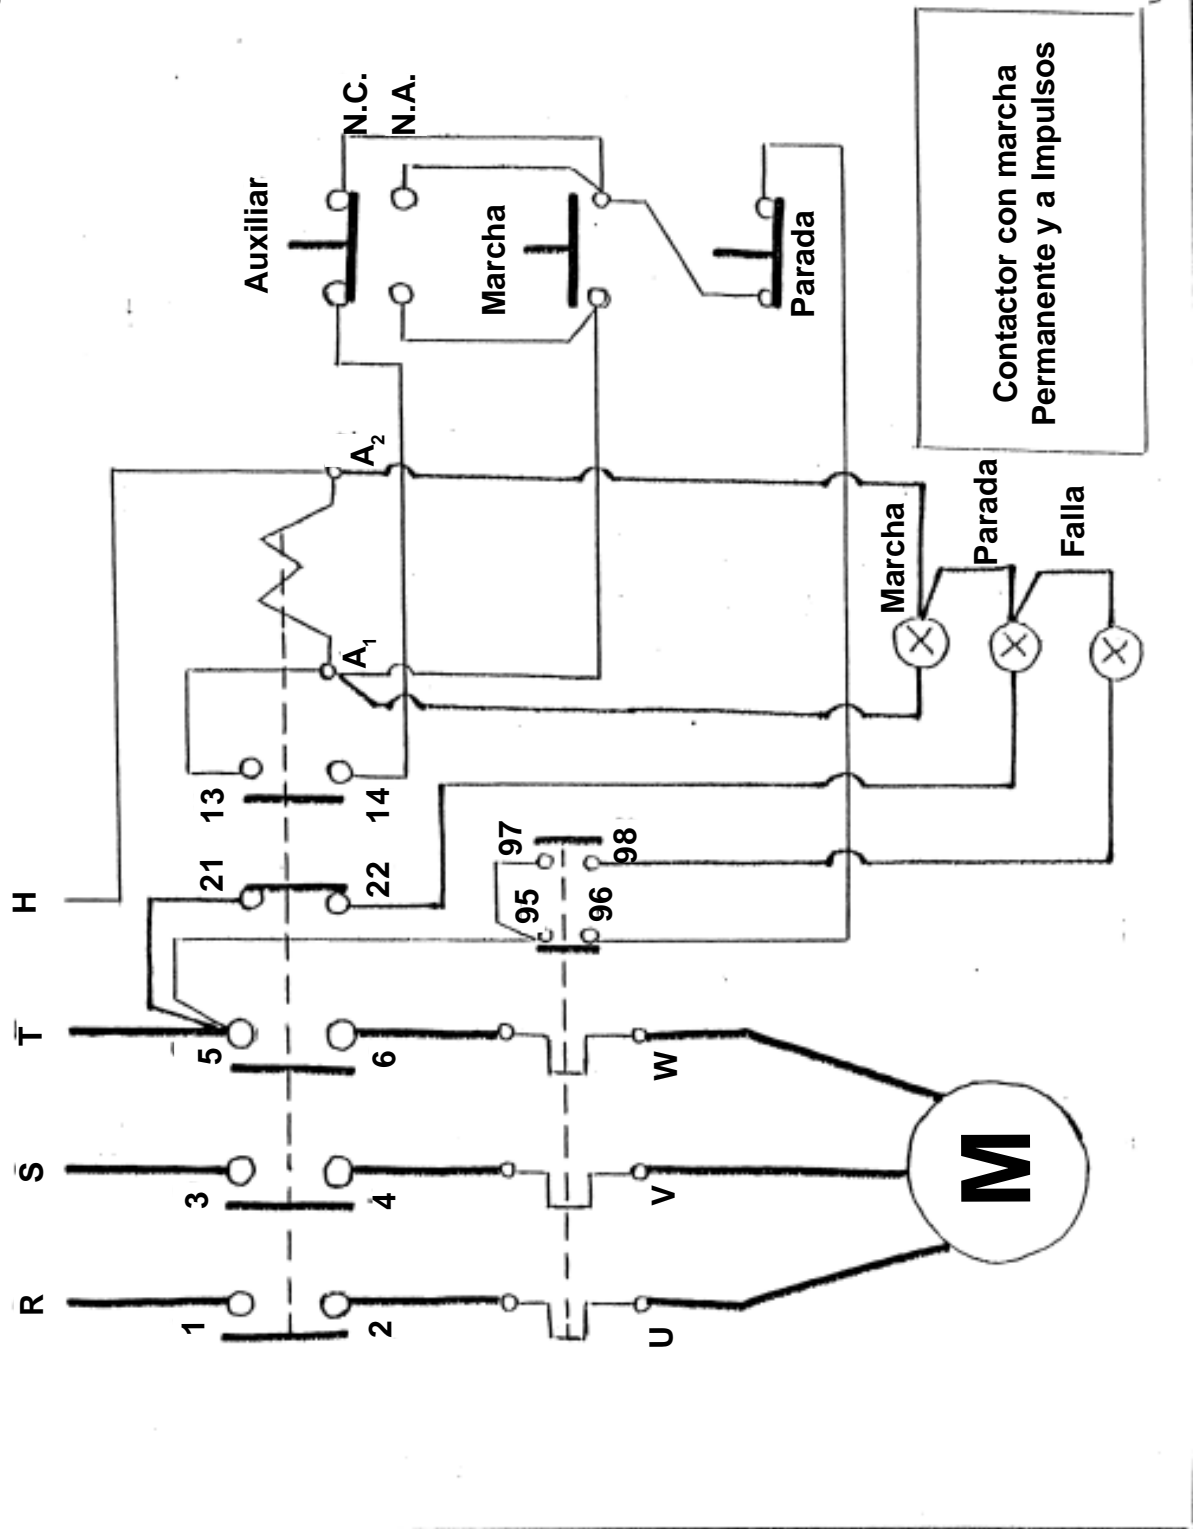 R
S
T
H
1
3
5
21
13
2
4
6
22
14
A1
A2
Auxiliar
N.C.
N.A.
95
97
96
98
Marcha
U
V
W
Parada
M
Marcha
Parada
Falla
Contactor con marcha
Permanente y a Impulsos